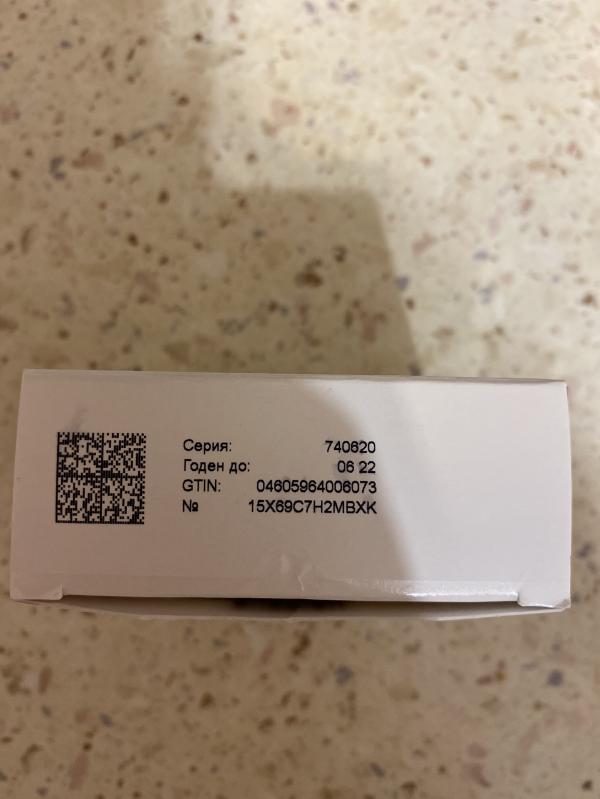 Серия: 740620
Годен до: 06 22
GTIN: 04605964006073
№ 15X69C7H2MBXK